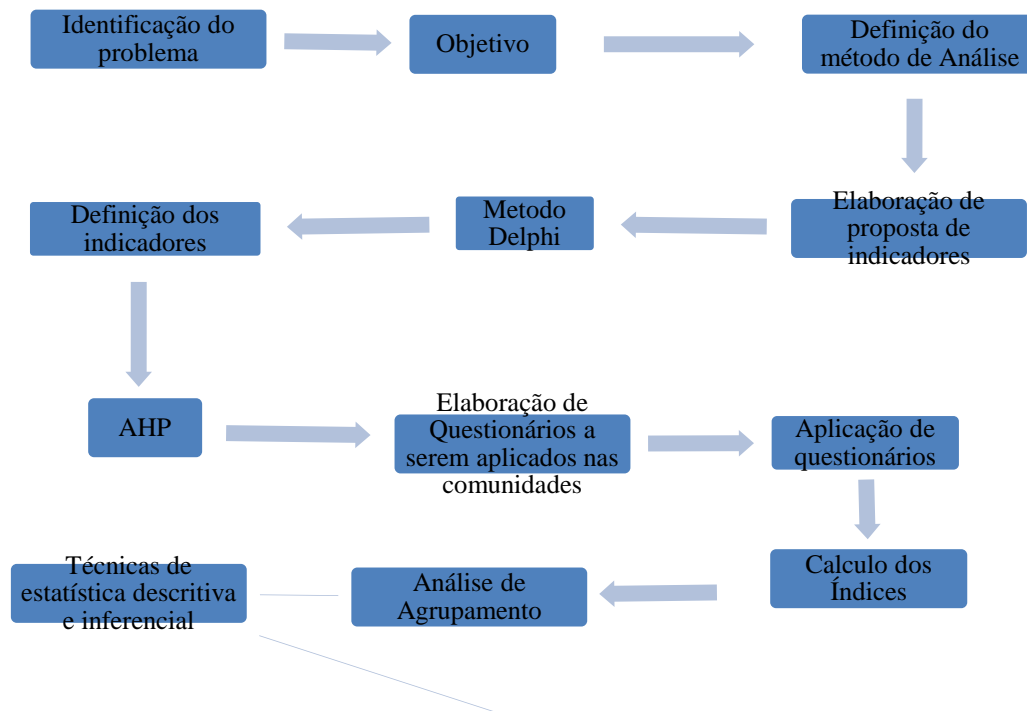 Identificação do
problema
Objetivo
Definição do
método de Análise
Elaboração de
proposta de
indicadores
Metodo
Delphi
Definição dos
indicadores
AHP
Elaboração de
Questionários a
serem aplicados nas
comunidades
Aplicação de
questionários
Calculo dos
Índices
Análise de
Agrupamento
Técnicas de
estatística descritiva
e inferencial